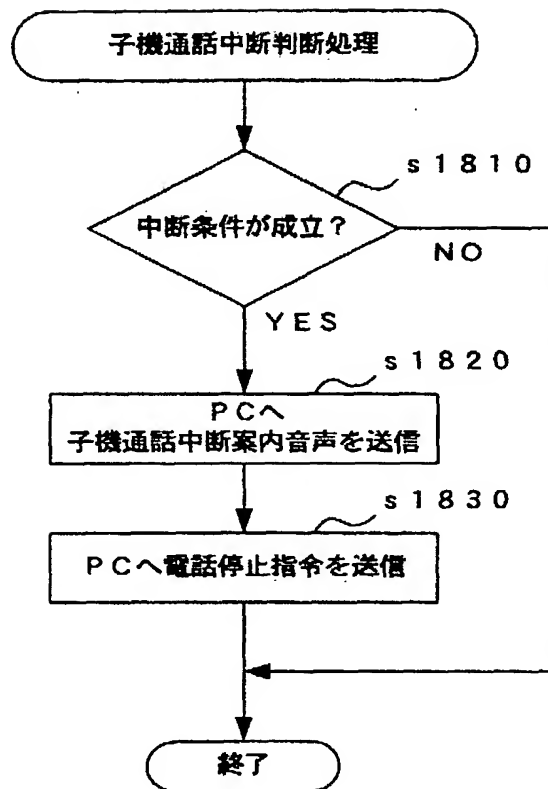 子機通話中断判断処理
s1810
中断条件が成立?
NO
YES
s1820
PCへ
子機通話中断案内音声を送信
s1830
PCへ電話停止指令を送信
終了